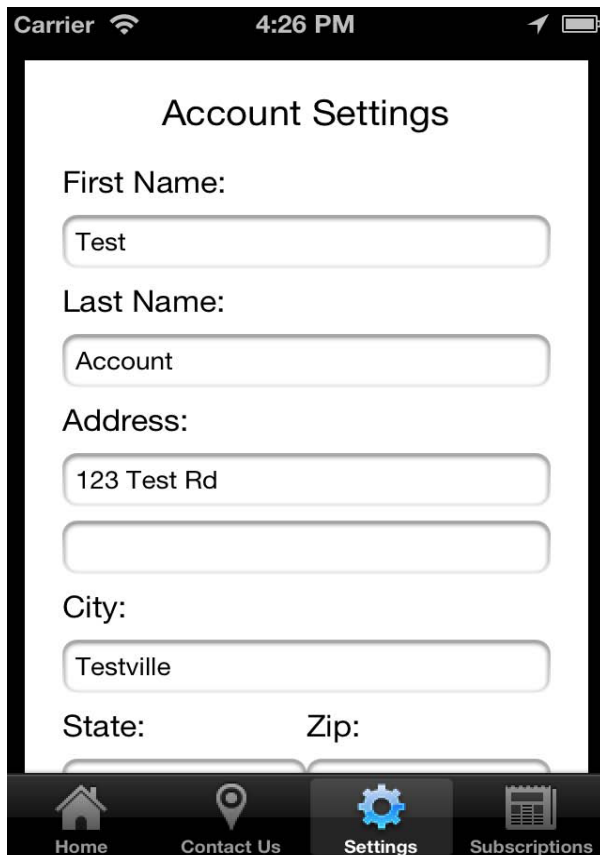 Carrier 4:26 PM
Account Settings
First Name:
Test
Last Name:
Account
Address:
123 Test Rd
City:
Testville
State: Zip:
Home Contact Us Settings Subscriptions